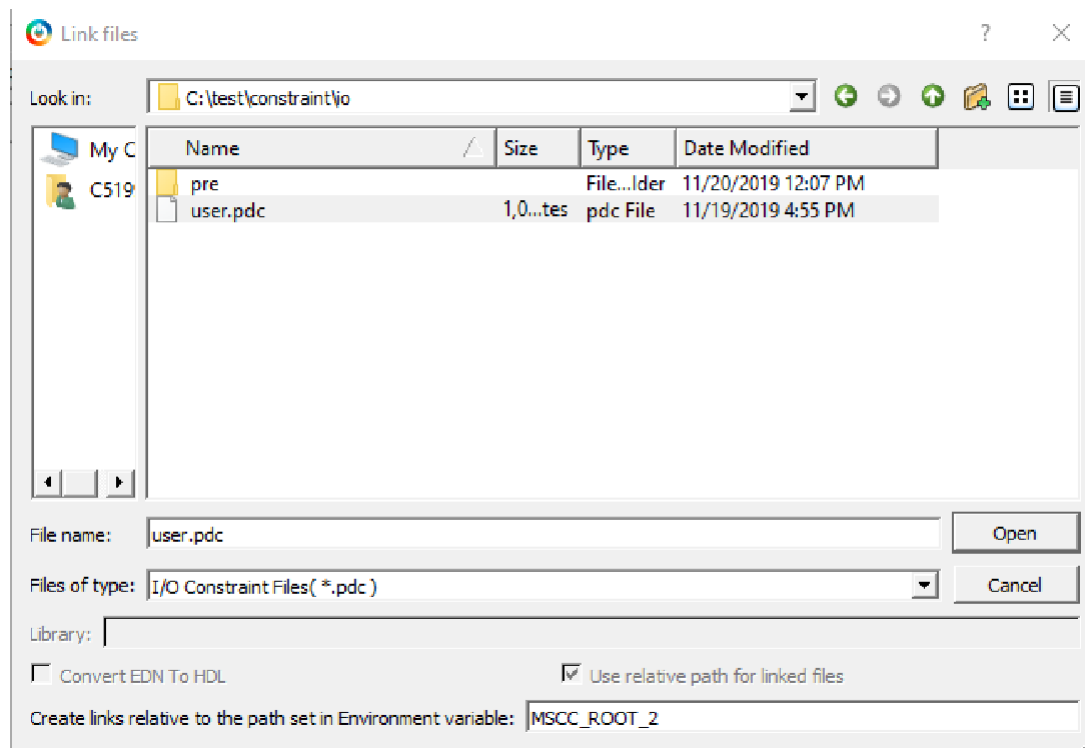 Link files
?
Look in:
C:\test\constraint\io
My C
C519
Name Size Type Date Modified
pre File...lder 11/20/2019 12:07 PM
user.pdc 1,0...tes pdc File 11/19/2019 4:55 PM
File name: user.pdc Open
Files of type: I/O Constraint Files( *.pdc ) Cancel
Library:
Convert EDN To HDL Use relative path for linked files
Create links relative to the path set in Environment variable: MSCC_ROOT_2